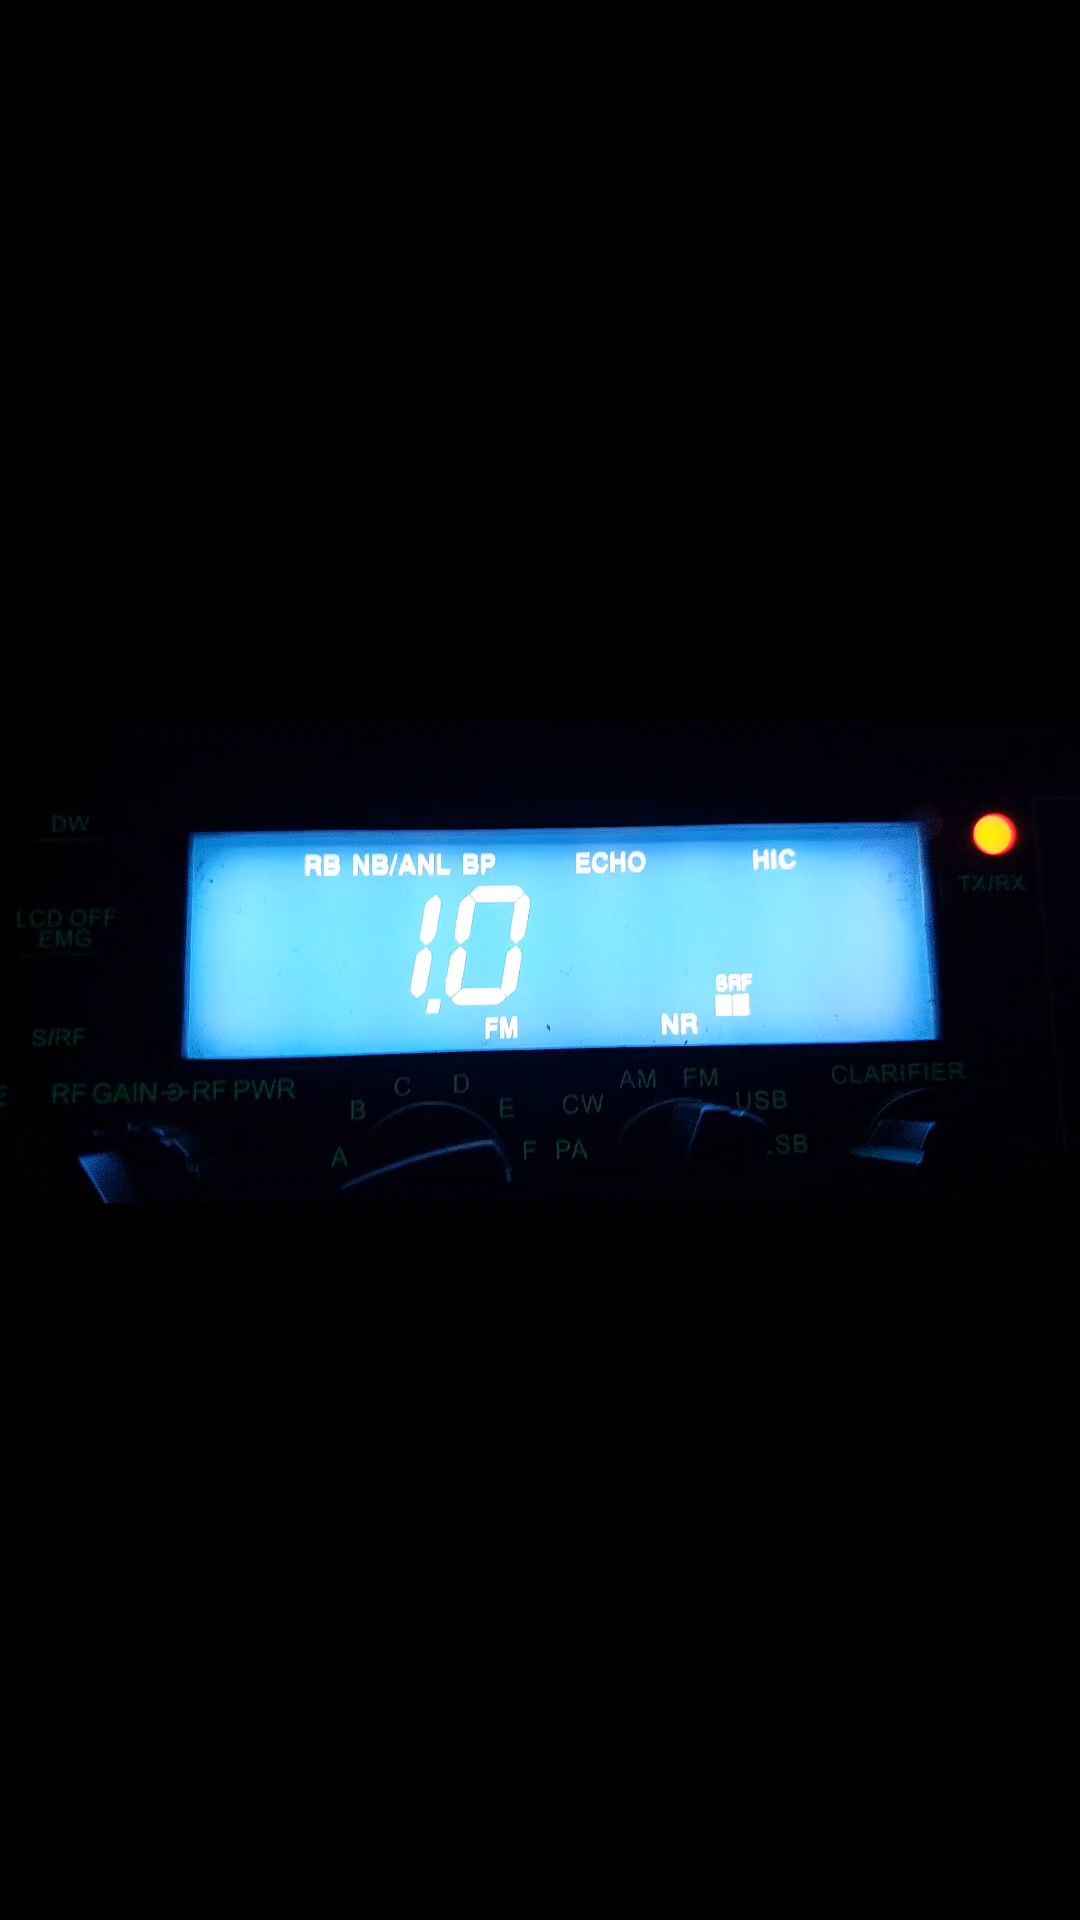 DW
RB NB/ANL BP ECHO HIC
TX/RX
LCD OFF
EMG
1.0
SRF
S/RF
FM NR
RF GAIN RF PWR
A B C D E F
PA CW AM FM USB
CLARIFIER